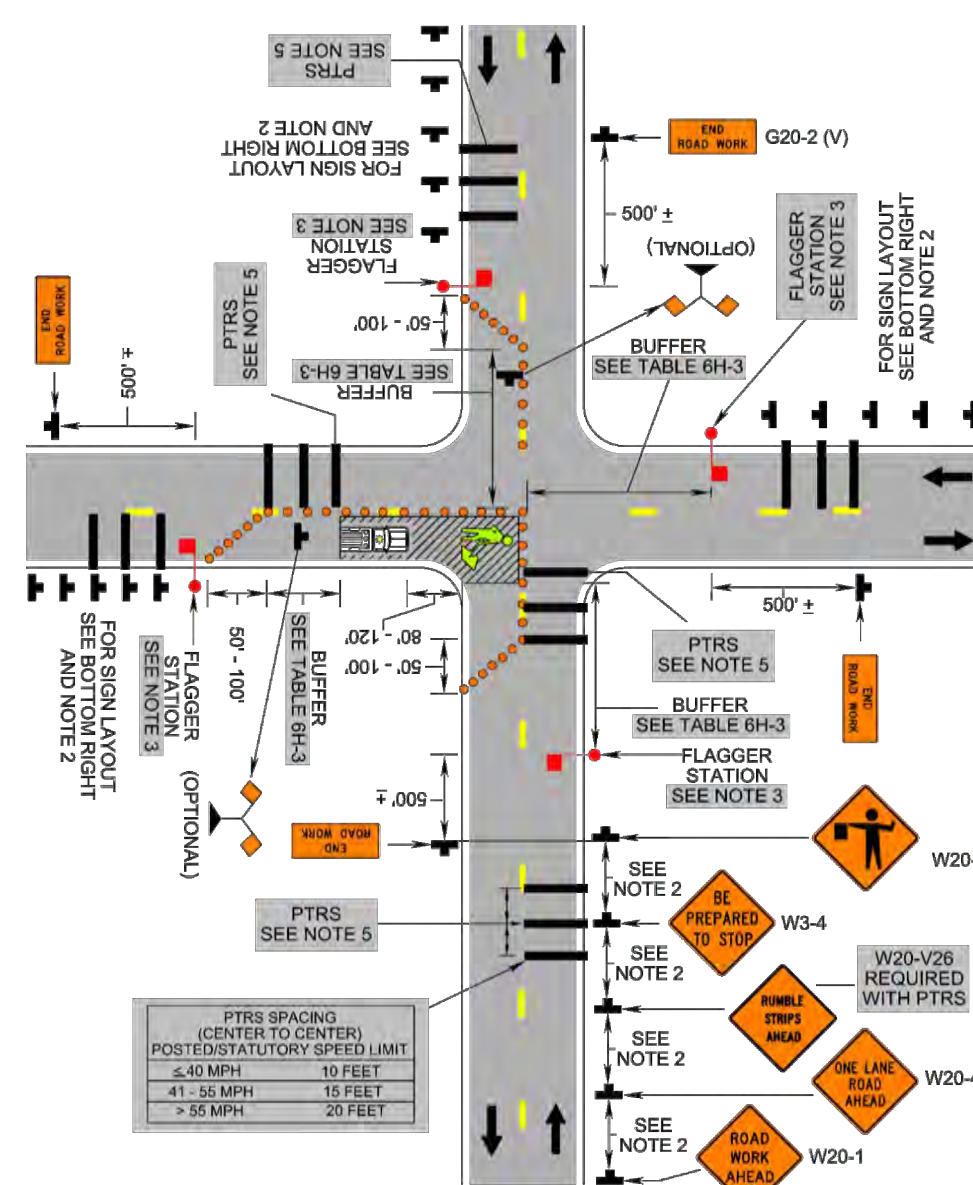 PTRS
SEE NOTE 5
FOR SIGN LAYOUT
SEE BOTTOM RIGHT
AND NOTE 2
FLAGGER
STATION
SEE NOTE 3
50' - 100'
BUFFER
SEE TABLE 6H-3
END
ROAD WORK
G20-2 (V)
500' ±
(OPTIONAL)
FLAGGER
STATION
SEE NOTE 3
FOR SIGN LAYOUT
SEE BOTTOM RIGHT
AND NOTE 2
BUFFER
SEE TABLE 6H-3
END
ROAD WORK
500' ±
PTRS
SEE NOTE 5
FOR SIGN LAYOUT
SEE BOTTOM RIGHT
AND NOTE 2
FLAGGER
STATION
SEE NOTE 3
50' - 100'
BUFFER
SEE TABLE 6H-3
(OPTIONAL)
80' - 120'
50' - 100'
500' ±
END
ROAD WORK
500' ±
END
ROAD WORK
PTRS
SEE NOTE 5
BUFFER
SEE TABLE 6H-3
FLAGGER
STATION
SEE NOTE 3
W20-
SEE
NOTE 2
BE
PREPARED
TO STOP
W3-4
PTRS
SEE NOTE 5
SEE
NOTE 2
RUMBLE
STRIPS
AHEAD
W20-V26
REQUIRED
WITH PTRS
SEE
NOTE 2
ONE LANE
ROAD
AHEAD
W20-4
SEE
NOTE 2
ROAD
WORK
AHEAD
W20-1
PTRS SPACING
(CENTER TO CENTER)
POSTED/STATUTORY SPEED LIMIT
≤40 MPH 10 FEET
41 - 55 MPH 15 FEET
> 55 MPH 20 FEET